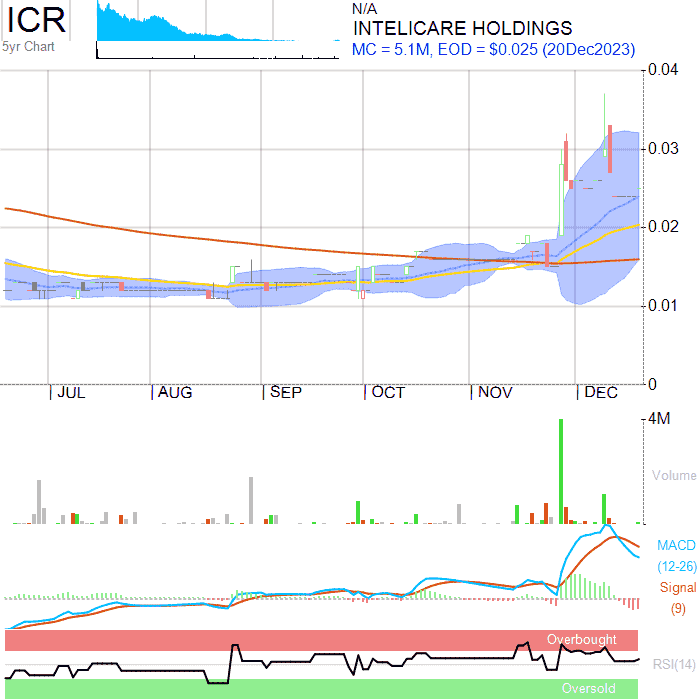 ICR
5yr Chart
N/A
INTELICARE HOLDINGS
MC = 5.1M, EOD = $0.025 (20Dec2023)
0.04
0.03
0.02
0.01
0
JUL
AUG
SEP
OCT
NOV
DEC
4M
Volume
MACD
(12-26)
Signal
(9)
Overbought
RSI(14)
Oversold